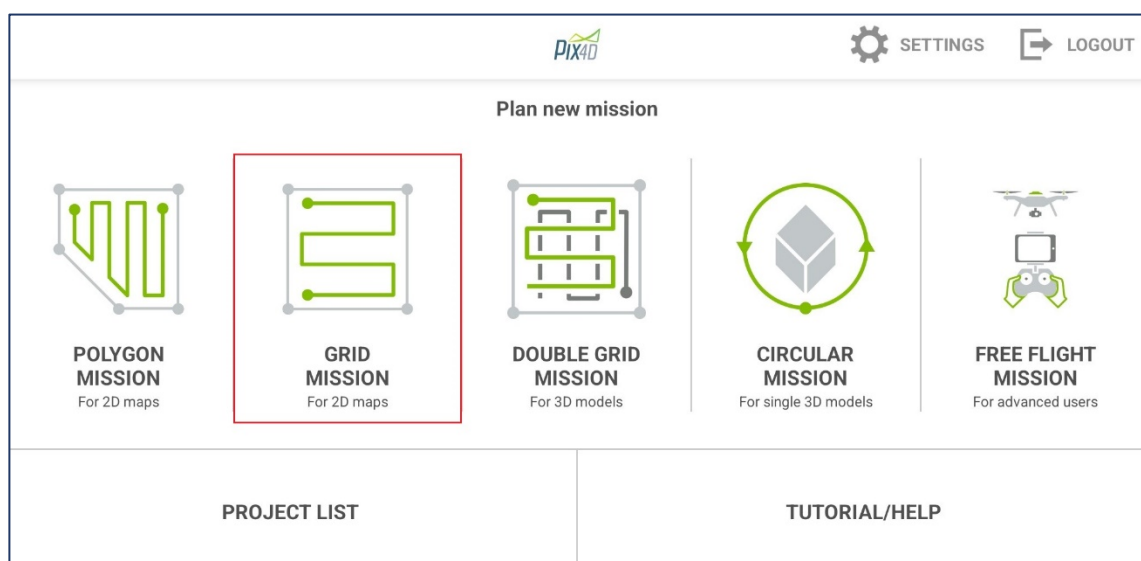 PIX4D
SETTINGS
LOGOUT
Plan new mission
POLYGON
MISSION
For 2D maps
GRID
MISSION
For 2D maps
DOUBLE GRID
MISSION
For 3D models
CIRCULAR
MISSION
For single 3D models
FREE FLIGHT
MISSION
For advanced users
PROJECT LIST
TUTORIAL/HELP